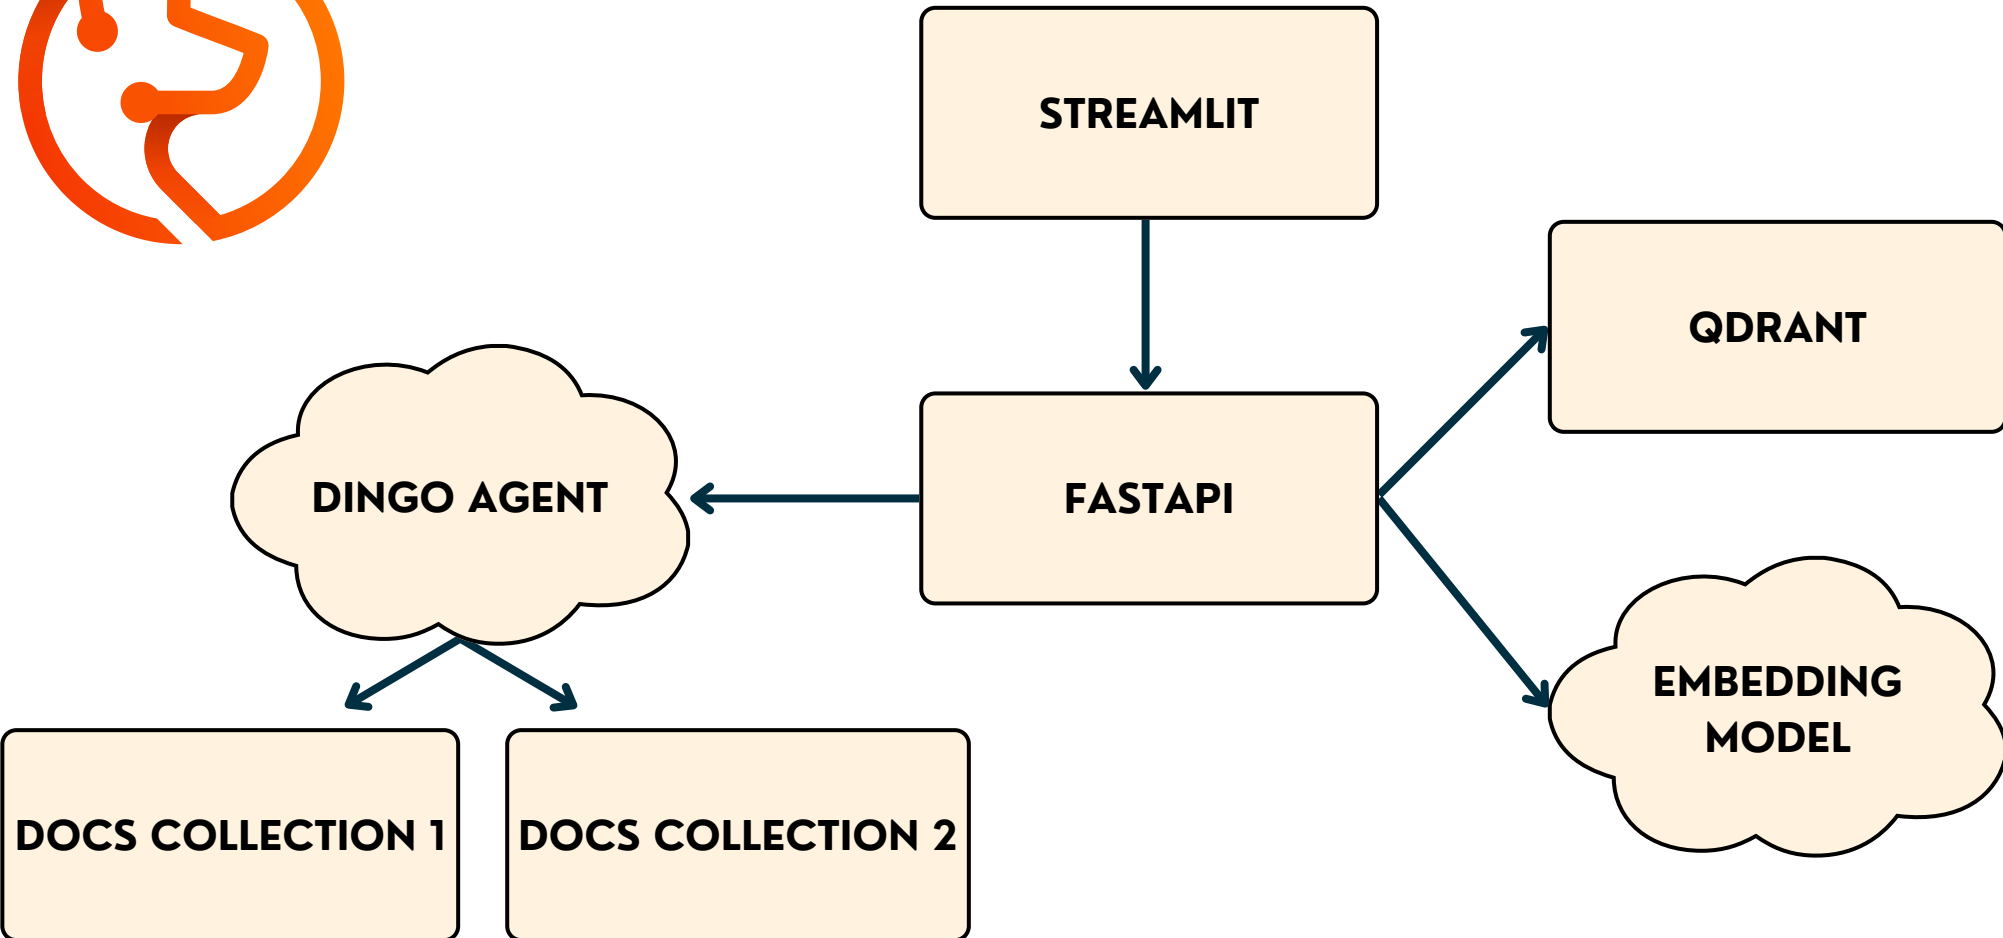 STREAMLIT
QDRANT
DINGO AGENT
FASTAPI
EMBEDDING
MODEL
DOCS COLLECTION 1
DOCS COLLECTION 2